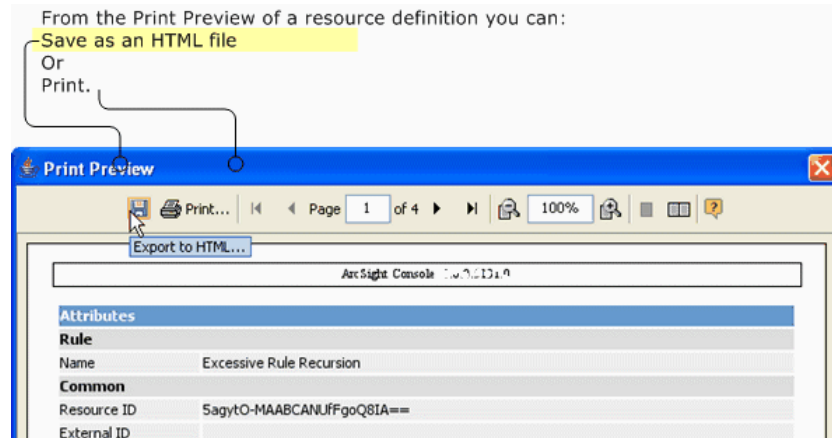 From the Print Preview of a resource definition you can:
Save as an HTML file
Or
Print.
Print Preview
Print... Page 1 of 4 100% ?
Export to HTML...
ArcSight Console
Attributes
Rule
Name Excessive Rule Recursion
Common
Resource ID 5agytO-MAABCANUfFgoQ8IA==
External ID